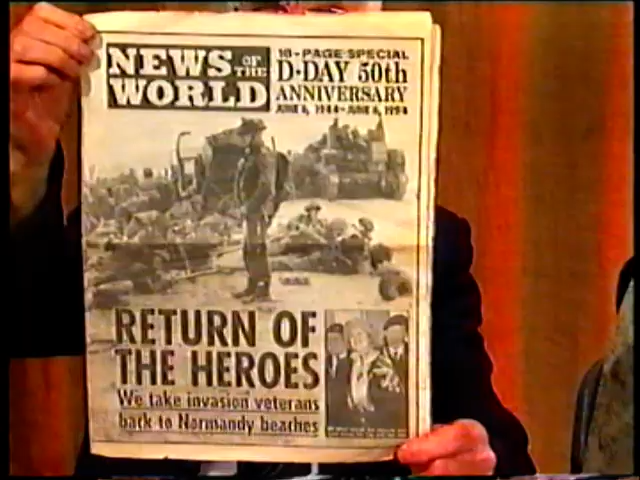 NEWS OF THE
WORLD
16-PAGE SPECIAL
D-DAY 50th
ANNIVERSARY
JUNE 6, 1944-JUNE 6, 1994
RETURN OF
THE HEROES
We take invasion veterans
back to Normandy beaches